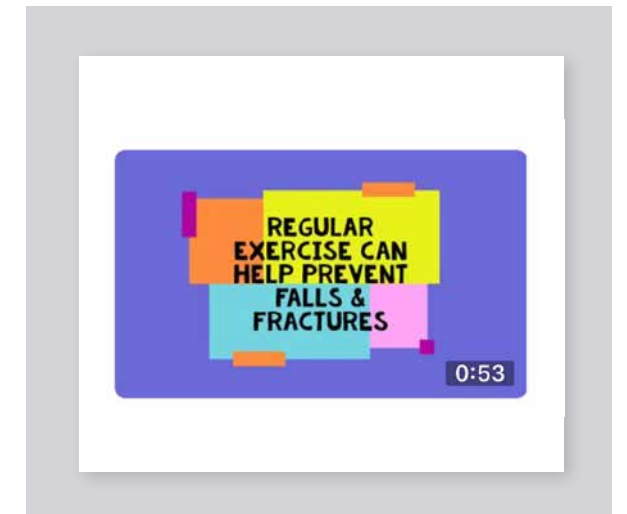 REGULAR
EXERCISE CAN
HELP PREVENT
FALLS &
FRACTURES
0:53